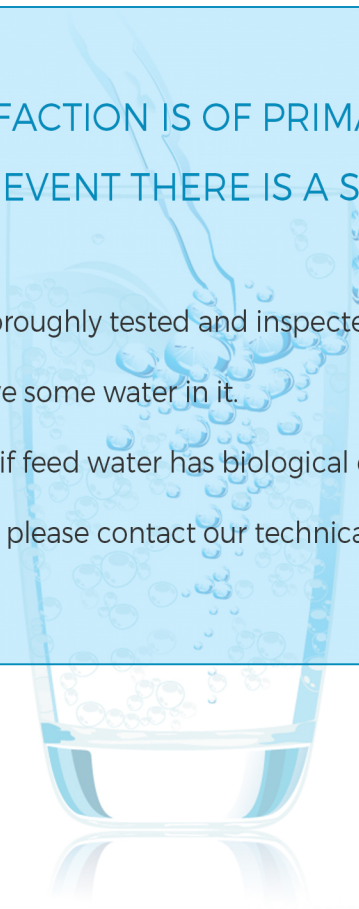 FACTION IS OF PRIMA
EVENT THERE IS A S
oroughly tested and inspecte
e some water in it.
if feed water has biological
please contact our technica